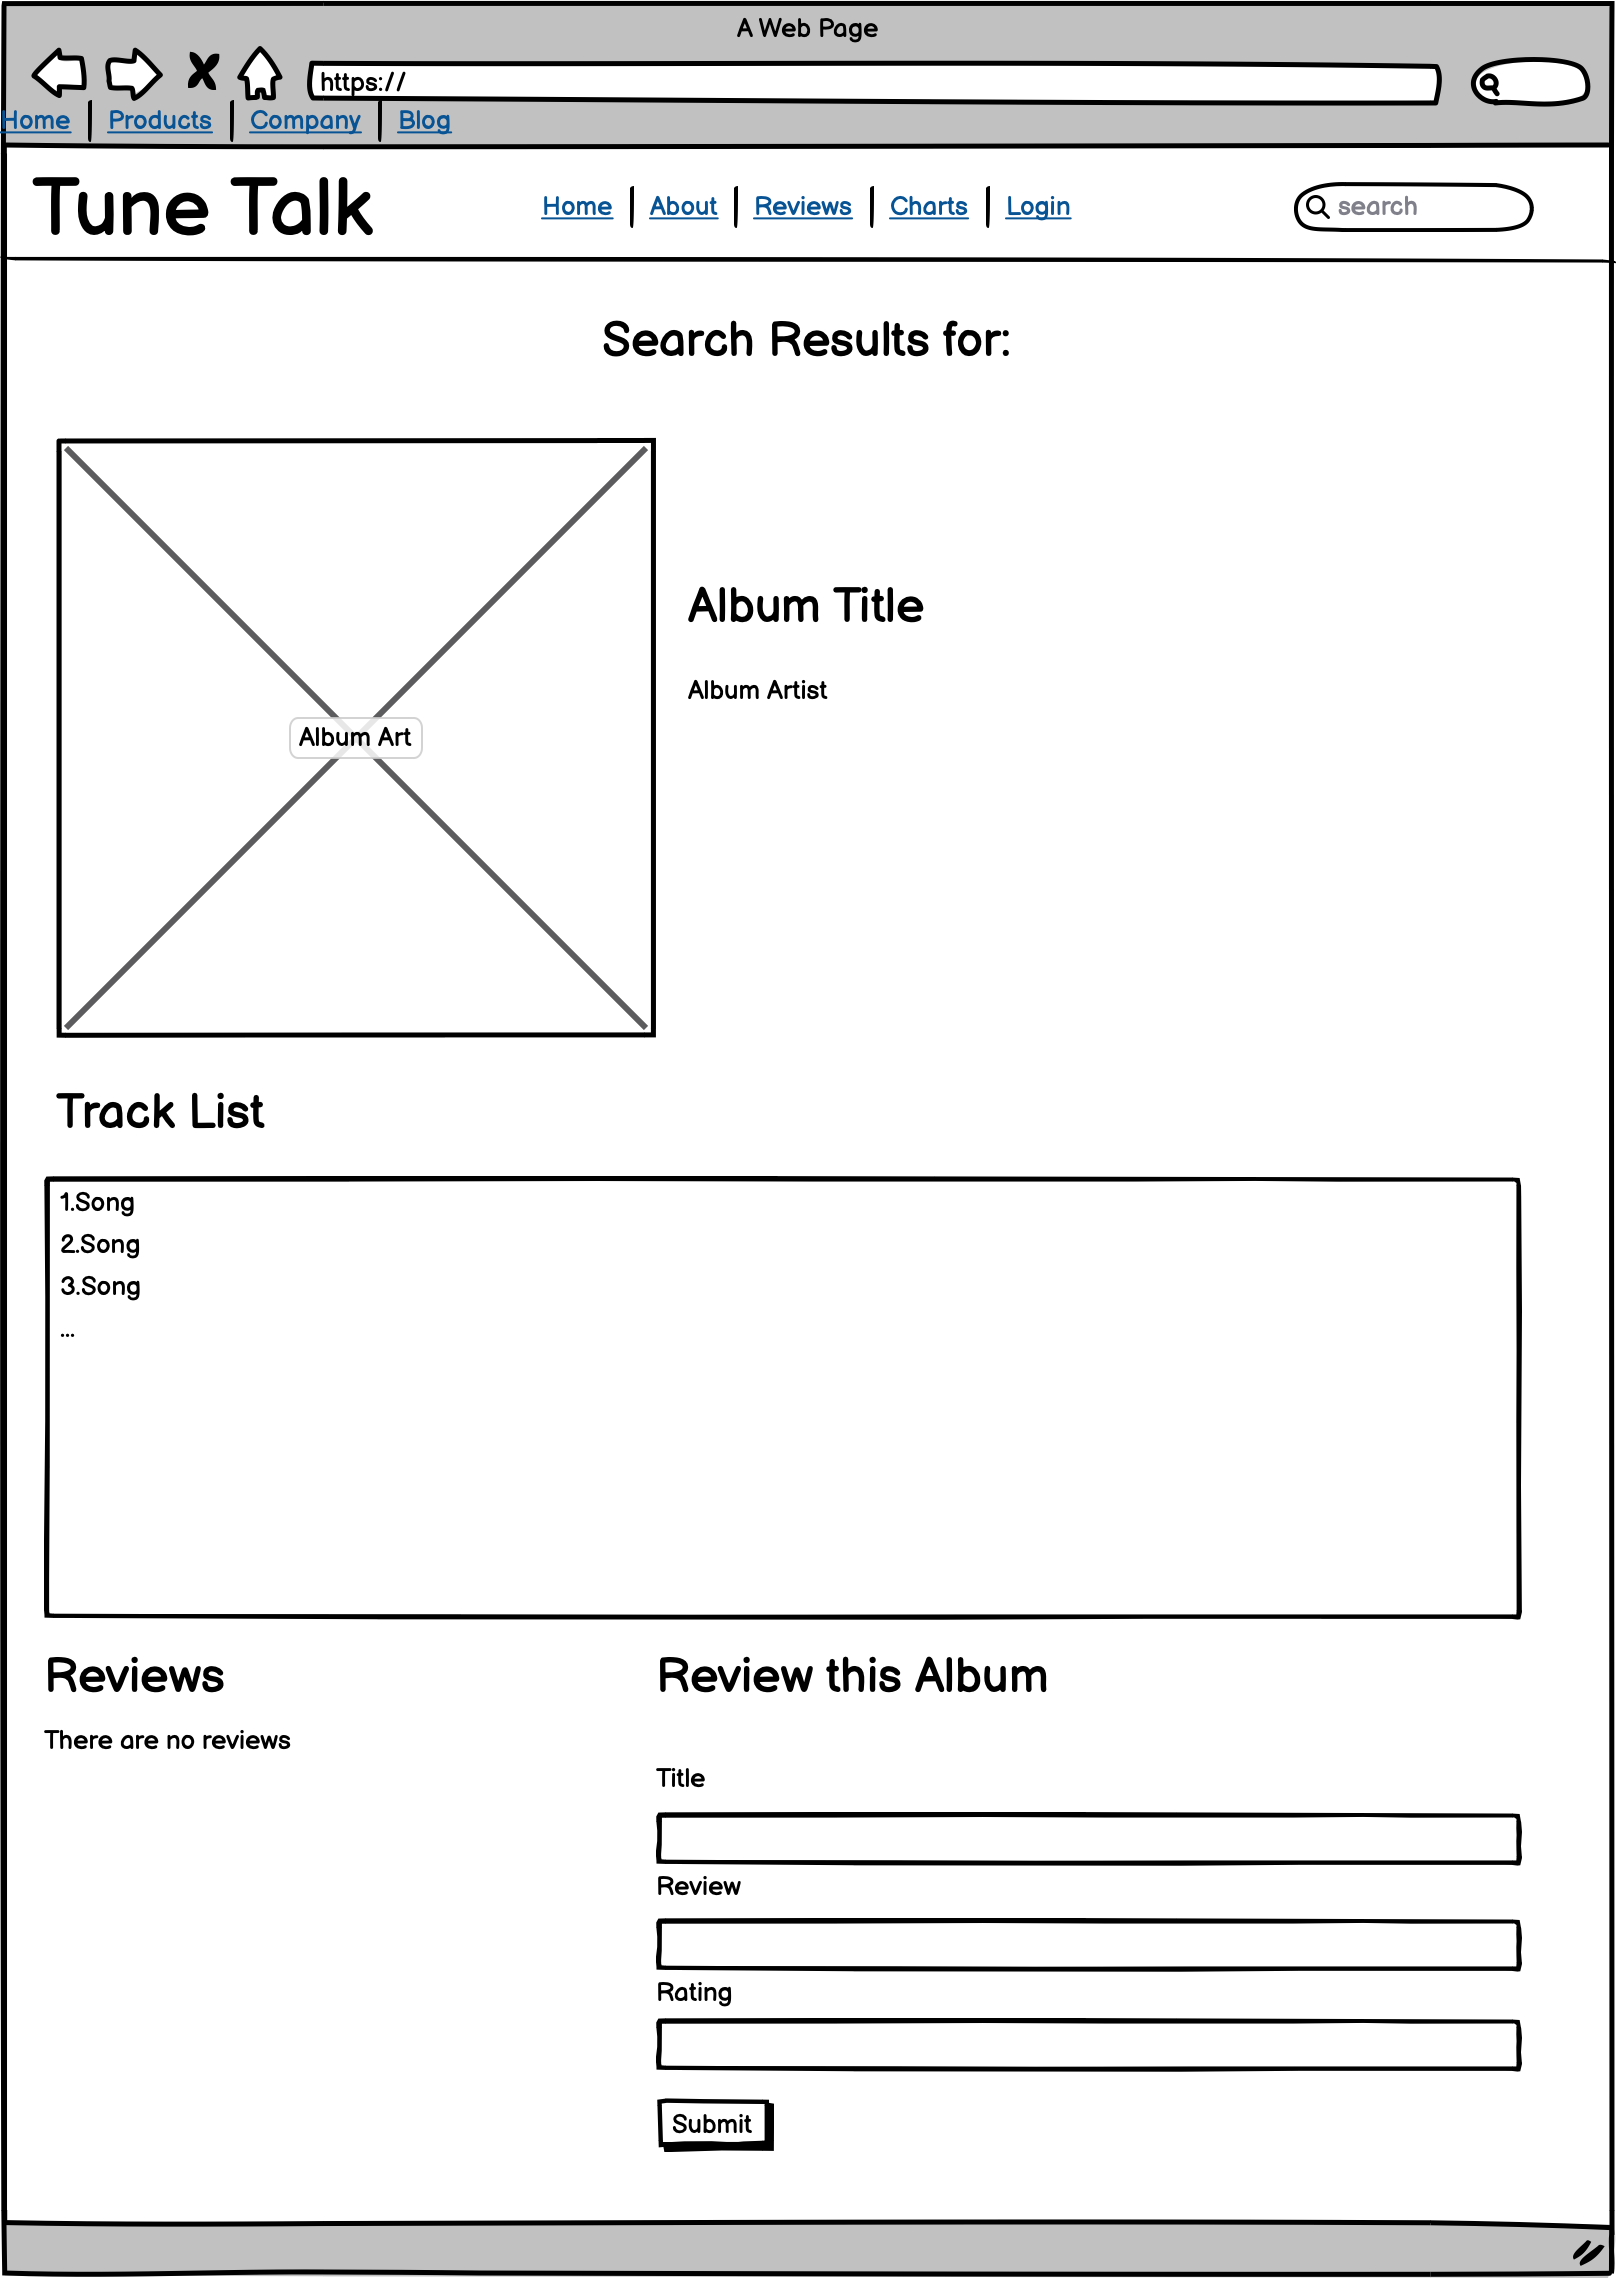 A Web Page
https://
Home Products Company Blog
Tune Talk
Home About Reviews Charts Login
search
Search Results for:
Album Art
Album Title
Album Artist
Track List
1.Song
2.Song
3.Song
...
Reviews
There are no reviews
Review this Album
Title
Review
Rating
Submit